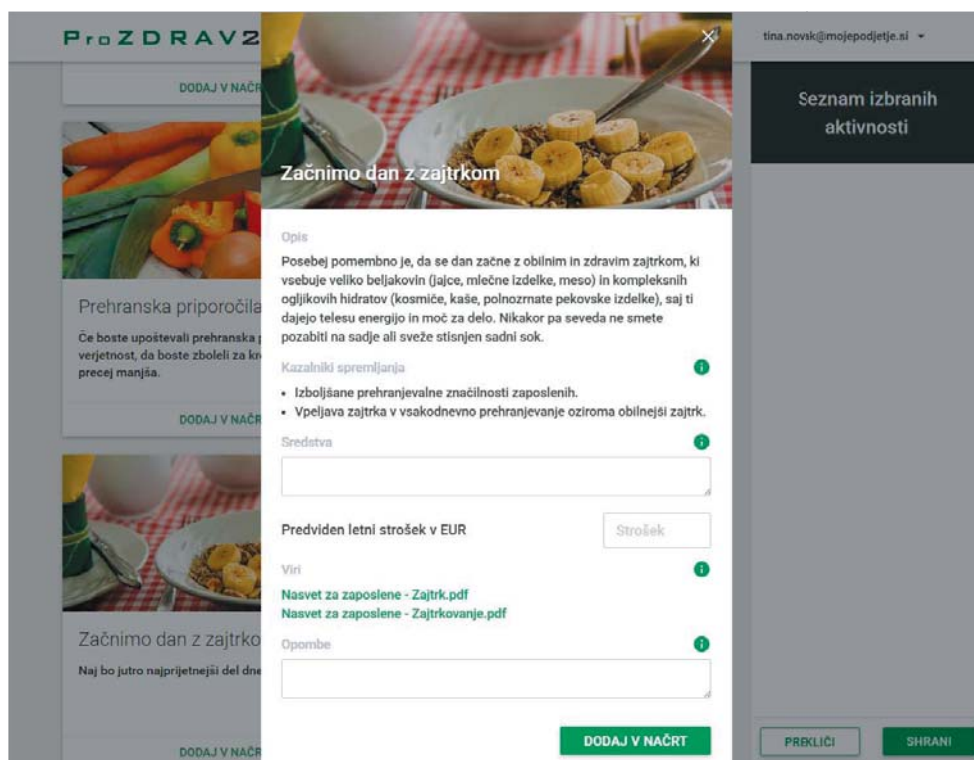 ProZDRAV2
tina.novsk@mojepodjetje.si
DODAJ V NAČR
Seznam izbranih
aktivnosti
Prehranska priporočila
Če boste upoštevali prehranska
verjetnost, da boste zboleli za
precej manjša.
DODAJ V NAČR
Začnimo dan z zajtrko
Naj bo jutro najprijetnejši del dne
DODAJ V NAČR
Začnimo dan z zajtrkom
Opis
Posebej pomembno je, da se dan začne z obilnim in zdravim zajtrkom, ki
vsebuje veliko beljakovin (jajce, mlečne izdelke, meso) in kompleksnih
ogljikovih hidratov (kosmiče, kaše, polnozrnate pekovske izdelke), saj ti
dajejo telesu energijo in moč za delo. Nikakor pa seveda ne smete
pozabiti na sadje ali sveže stisnjen sadni sok.
Kazalniki spremljanja
• Izboljšane prehranjevalne značilnosti zaposlenih.
• Vpeljava zajtrka v vsakodnevno prehranjevanje oziroma obilnejši zajtrk.
Sredstva
Predviden letni strošek v EUR
Strošek
Viri
Nasvet za zaposlene - Zajtrk.pdf
Nasvet za zaposlene - Zajtrkovanje.pdf
Opombe
DODAJ V NAČRT
PREKLIČI
SHRANI